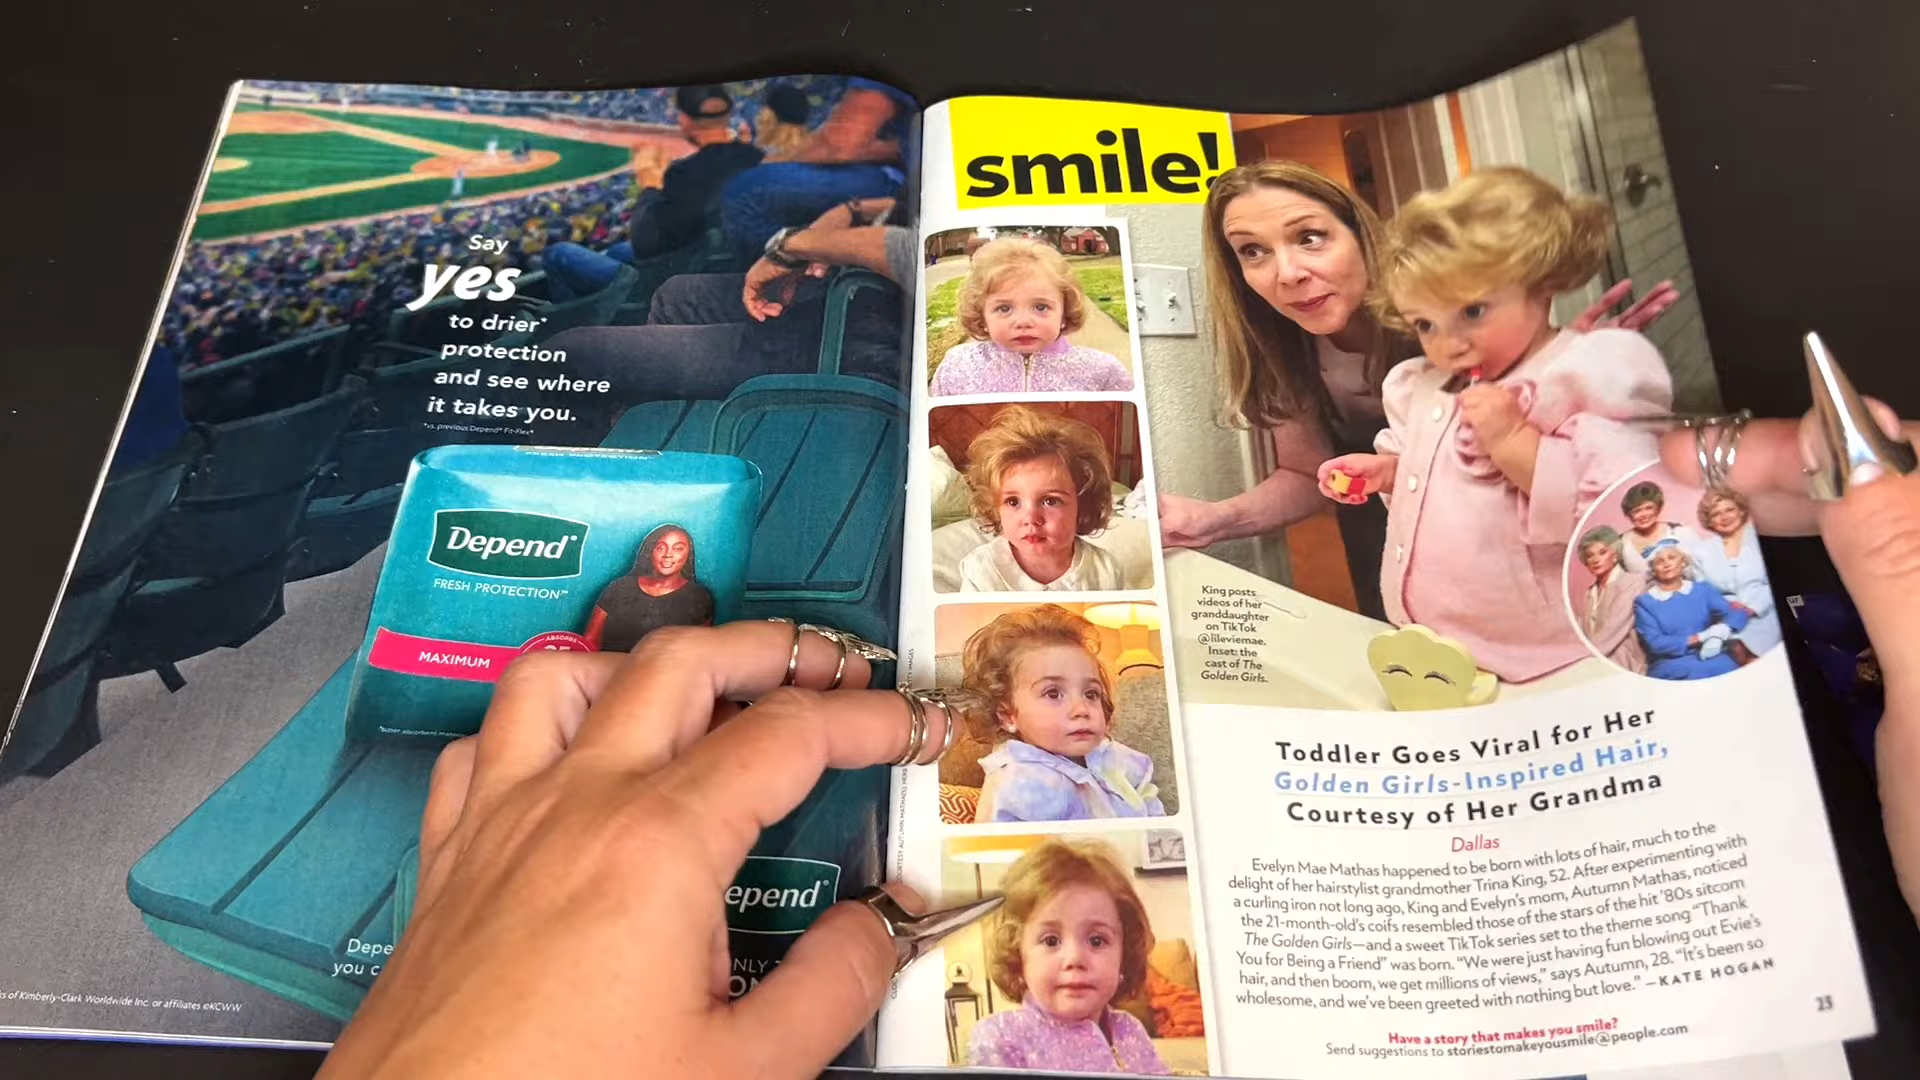 Say
yes
to drier*
protection
and see where
it takes you.
*vs. previous Depend® Fit-Flex®
FRESH PROTECTION
Depend®
FRESH PROTECTION™
MAXIMUM
epend®
Depe
you c
s of Kimberly-Clark Worldwide Inc. or affiliates ©KCWW
smile!
King posts
videos of her
granddaughter
on TikTok
@lileviemae.
Inset: the
cast of The
Golden Girls.
Toddler Goes Viral for Her
Golden Girls-Inspired Hair,
Courtesy of Her Grandma
Dallas
Evelyn Mae Mathas happened to be born with lots of hair, much to the
delight of her hairstylist grandmother Trina King, 52. After experimenting with
a curling iron not long ago, King and Evelyn's mom, Autumn Mathas, noticed
the 21-month-old's coifs resembled those of the stars of the hit '80s sitcom
The Golden Girls—and a sweet TikTok series set to the theme song "Thank
You for Being a Friend" was born. "We were just having fun blowing out Evie's
hair, and then boom, we get millions of views," says Autumn, 28. "It's been so
wholesome, and we've been greeted with nothing but love." —KATE HOGAN
Have a story that makes you smile?
Send suggestions to storiestomakeyousmile@people.com
23